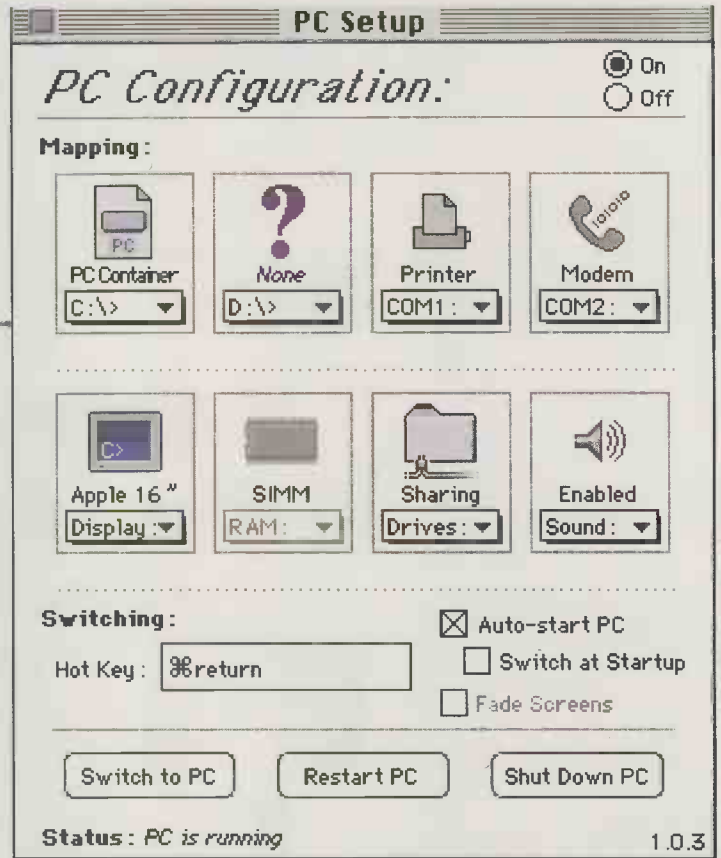 PC Setup
PC Configuration:
On
Off
Mapping:
PC
PC Container
C:\>
None
D:\>
Printer
COM1:
Modem
COM2:
C>
Apple 16"
Display:
SIMM
RAM:
Sharing
Drives:
Enabled
Sound:
Switching:
Hot Key: ⌘return
Auto-start PC
Switch at Startup
Fade Screens
Switch to PC
Restart PC
Shut Down PC
Status: PC is running
1.0.3